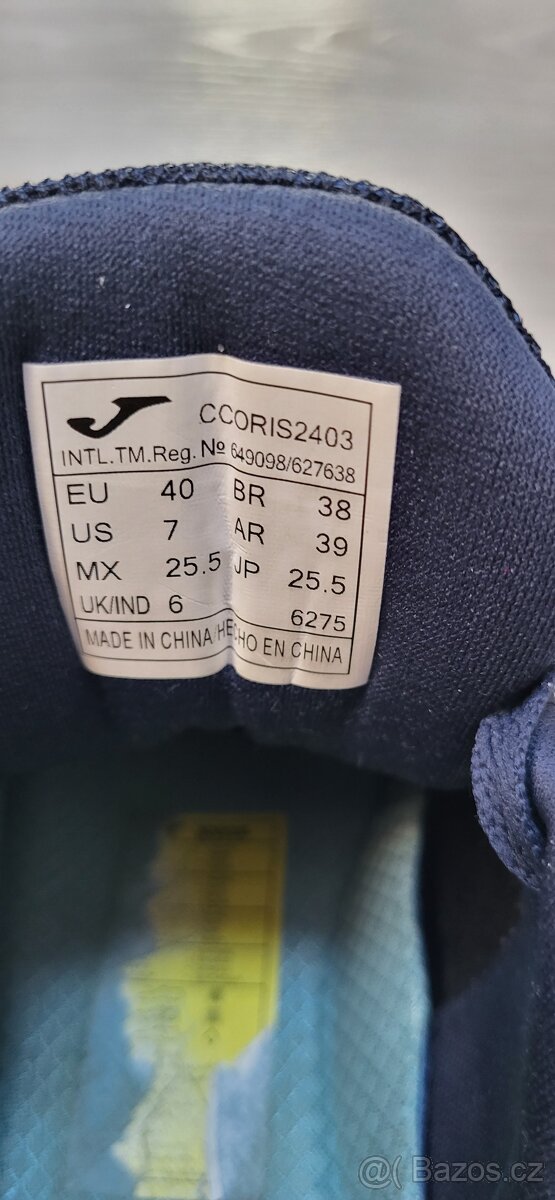 CCORIS2403
INTL.TM.Reg. Nº 649098/627638
EU 40 BR 38
US 7 AR 39
MX 25.5 JP 25.5
UK/IND 6 6275
MADE IN CHINA/HECHO EN CHINA
@( Bazos.cz